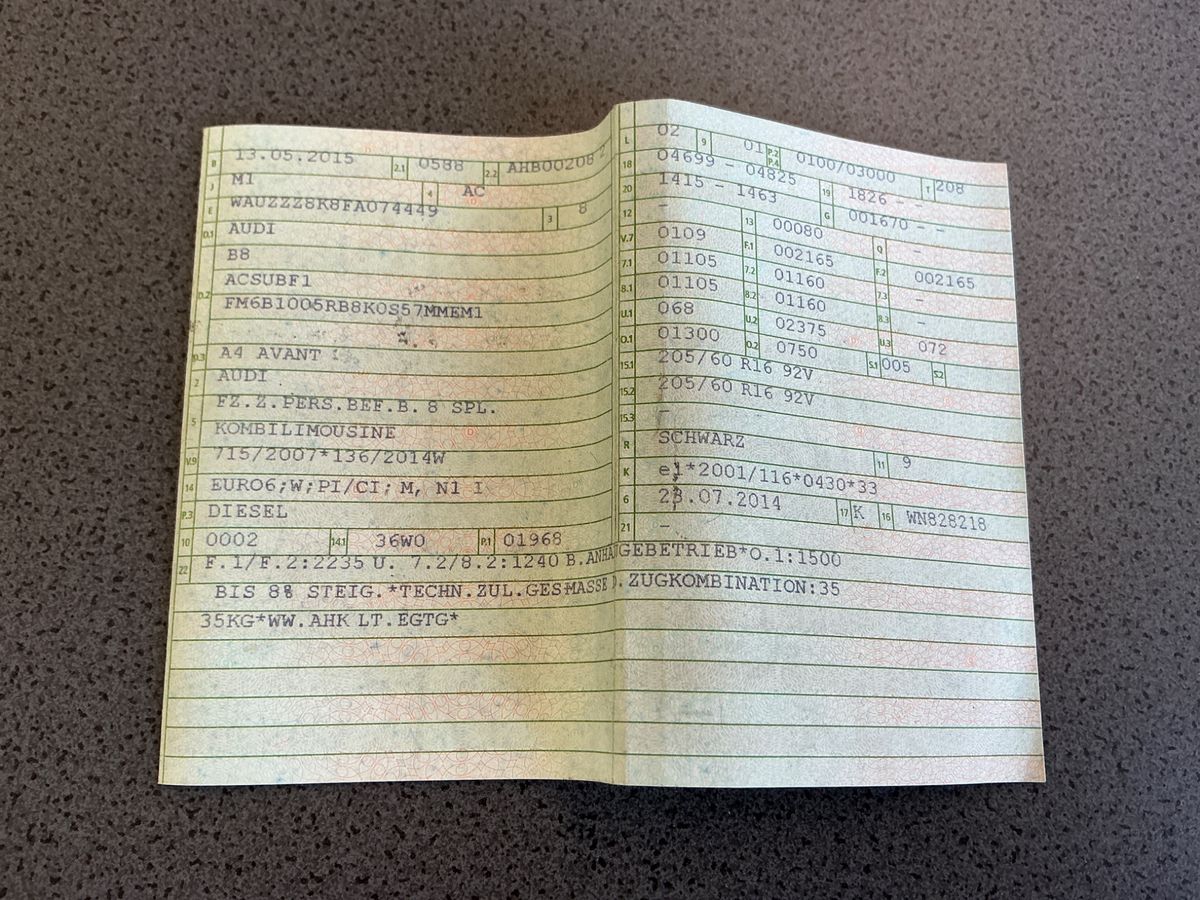 B 13.05.2015 2.1 0588 2.2 AHB00208
J M1 4 AC
E WAUZZZ8K8FA074449 3 8
D.1 AUDI
B8
D.2 ACSUBF1
FM6B1005RB8K0S57MMEM1
D.3 A4 AVANT
2 AUDI
5 FZ.Z.PERS.BEF.B. 8 SPL.
KOMBILIMOUSINE
V.9 715/2007*136/2014W
14 EURO6;W;PI/CI; M, N1 I
P.3 DIESEL
10 0002 14.1 36W0 P.1 01968
L 02 9 01 P.2 P.4 0100/03000 T 208
18 04699 - 04825 19 1826 - -
20 1415 - 1463 G 001670 - -
12 - 13 00080 Q -
V.7 0109 F.1 002165 F.2 002165
7.1 01105 7.2 01160 7.3 -
8.1 01105 8.2 01160 8.3 -
U.1 068 U.2 02375 U.3 072
O.1 01300 O.2 0750 S.1 005 S.2
15.1 205/60 R16 92V
15.2 205/60 R16 92V
15.3 -
R SCHWARZ 11 9
K e1*2001/116*0430*33
6 23.07.2014 17 K 16 WN828218
21 -
22 F.1/F.2:2235 U. 7.2/8.2:1240 B.ANHÄNGEBETRIEB*O.1:1500
BIS 8% STEIG.*TECHN.ZUL.GES.MASSE D.ZUGKOMBINATION:35
35KG*WW.AHK LT.EGTG*